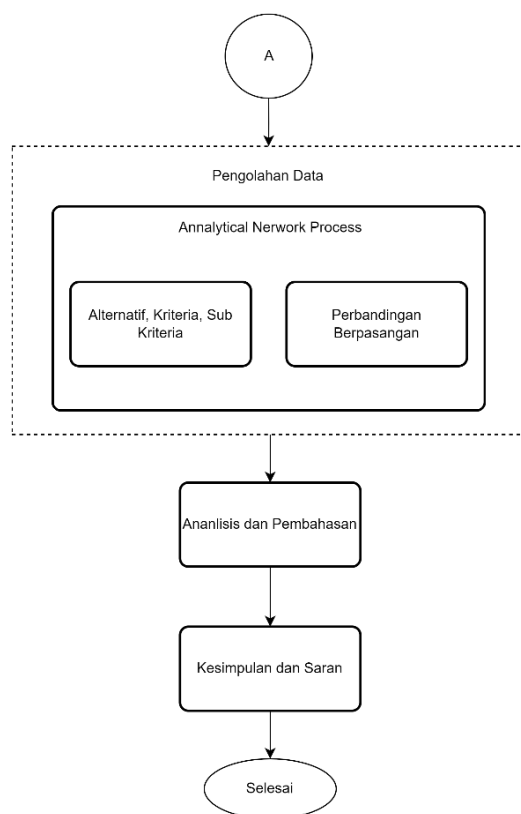 A
Pengolahan Data
Annalytical Nerwork Process
Alternatif, Kriteria, Sub
Kriteria
Perbandingan
Berpasangan
Ananlisis dan Pembahasan
Kesimpulan dan Saran
Selesai